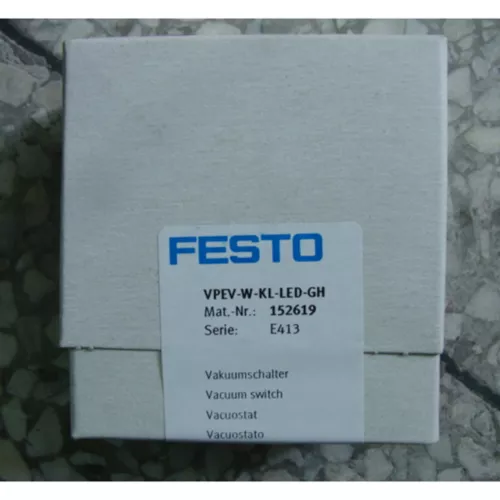 FESTO
VPEV-W-KL-LED-GH
Mat.-Nr.: 152619
Serie: E413
Vakuumschalter
Vacuum switch
Vacuostat
Vacuostato